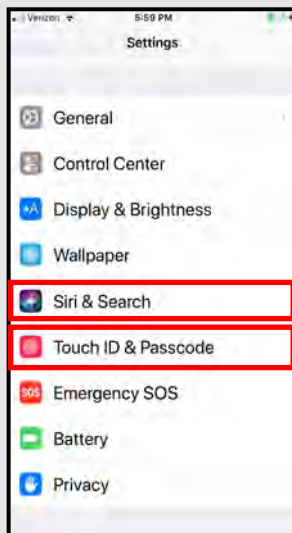 Verizon 5:59 PM
Settings
General
Control Center
AA Display & Brightness
Wallpaper
Siri & Search
Touch ID & Passcode
SOS Emergency SOS
Battery
Privacy